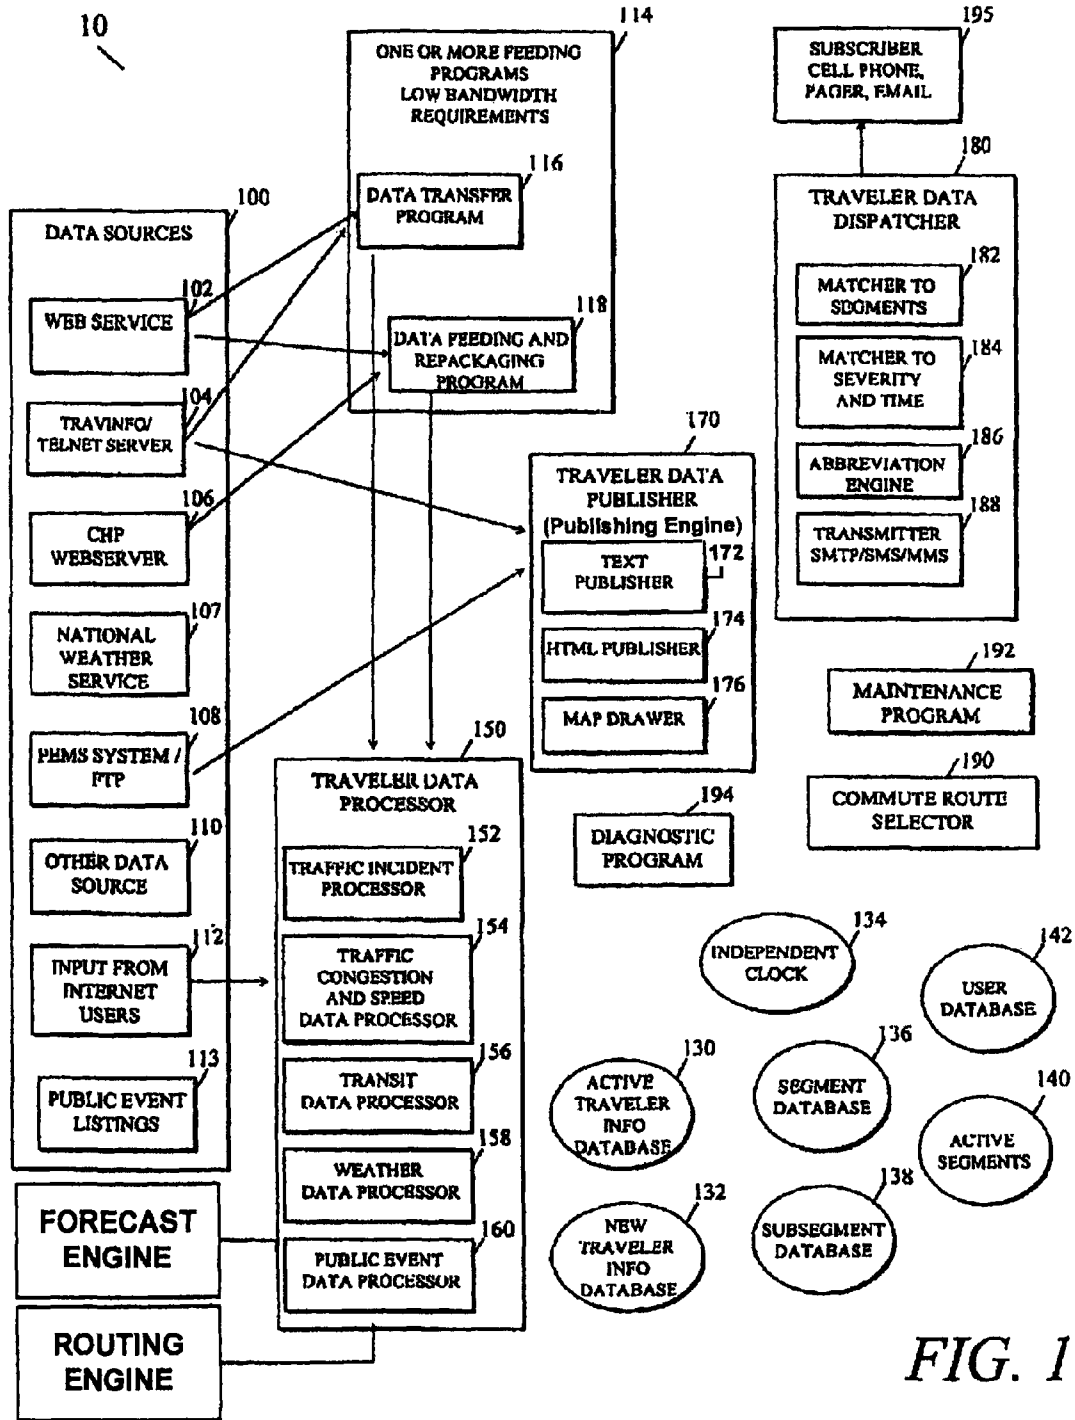 10
114
ONE OR MORE FEEDING
PROGRAMS
LOW BANDWIDTH
REQUIREMENTS
116
DATA TRANSFER
PROGRAM
118
DATA FEEDING AND
REPACKAGING
PROGRAM
195
SUBSCRIBER
CELL PHONE,
PAGER, EMAIL
180
TRAVELER DATA
DISPATCHER
182
MATCHER TO
SEGMENTS
184
MATCHER TO
SEVERITY
AND TIME
186
ABBREVIATION
ENGINE
188
TRANSMITTER
SMTP/SMS/MMS
100
DATA SOURCES
102
WEB SERVICE
104
TRAVINFO/
TELNET SERVER
106
CHP
WEBSERVER
107
NATIONAL
WEATHER
SERVICE
108
PEMS SYSTEM /
FTP
110
OTHER DATA
SOURCE
112
INPUT FROM
INTERNET
USERS
113
PUBLIC EVENT
LISTINGS
170
TRAVELER DATA
PUBLISHER
(Publishing Engine)
172
TEXT
PUBLISHER
174
HTML PUBLISHER
176
MAP DRAWER
192
MAINTENANCE
PROGRAM
190
COMMUTE ROUTE
SELECTOR
194
DIAGNOSTIC
PROGRAM
150
TRAVELER DATA
PROCESSOR
152
TRAFFIC INCIDENT
PROCESSOR
154
TRAFFIC
CONGESTION
AND SPEED
DATA PROCESSOR
156
TRANSIT
DATA PROCESSOR
158
WEATHER
DATA PROCESSOR
160
PUBLIC EVENT
DATA PROCESSOR
134
INDEPENDENT
CLOCK
142
USER
DATABASE
130
ACTIVE
TRAVELER
INFO
DATABASE
136
SEGMENT
DATABASE
140
ACTIVE
SEGMENTS
132
NEW
TRAVELER
INFO
DATABASE
138
SUBSEGMENT
DATABASE
FORECAST
ENGINE
ROUTING
ENGINE
FIG. 1